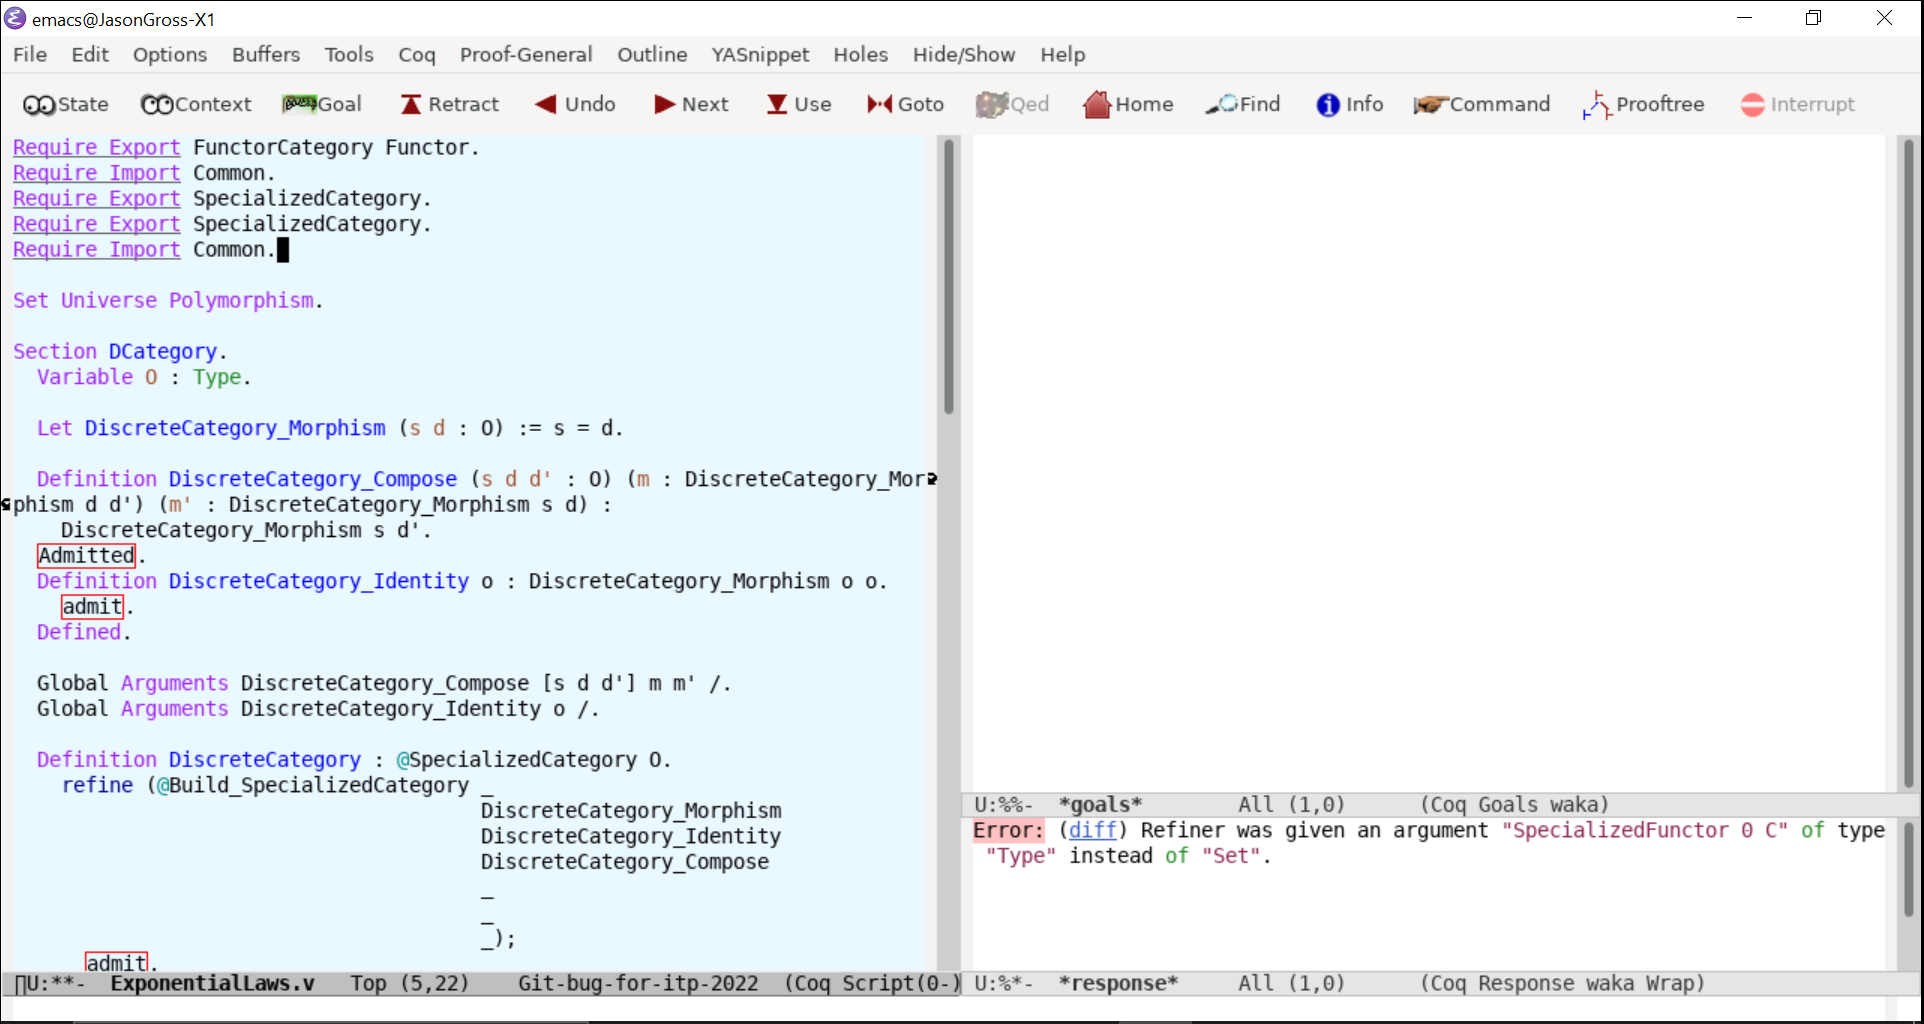 emacs@JasonGross-X1
File Edit Options Buffers Tools Coq Proof-General Outline YASnippet Holes Hide/Show Help
State Context Goal Retract Undo Next Use Goto Qed Home Find Info Command Prooftree Interrupt
Require Export FunctorCategory Functor.
Require Import Common.
Require Export SpecializedCategory.
Require Export SpecializedCategory.
Require Import Common.
Set Universe Polymorphism.
Section DCategory.
Variable O : Type.
Let DiscreteCategory_Morphism (s d : O) := s = d.
Definition DiscreteCategory_Compose (s d d' : O) (m : DiscreteCategory_Mor
phism d d') (m' : DiscreteCategory_Morphism s d) :
DiscreteCategory_Morphism s d'.
Admitted.
Definition DiscreteCategory_Identity o : DiscreteCategory_Morphism o o.
admit.
Defined.
Global Arguments DiscreteCategory_Compose [s d d'] m m' /.
Global Arguments DiscreteCategory_Identity o /.
Definition DiscreteCategory : @SpecializedCategory O.
refine (@Build_SpecializedCategory _
DiscreteCategory_Morphism
DiscreteCategory_Identity
DiscreteCategory_Compose
_
_
_);
admit.
U:**- ExponentialLaws.v Top (5,22) Git-bug-for-itp-2022 (Coq Script(0-)
U:%%- *goals* All (1,0) (Coq Goals waka)
Error: (diff) Refiner was given an argument "SpecializedFunctor 0 C" of type
"Type" instead of "Set".
U:%*- *response* All (1,0) (Coq Response waka Wrap)